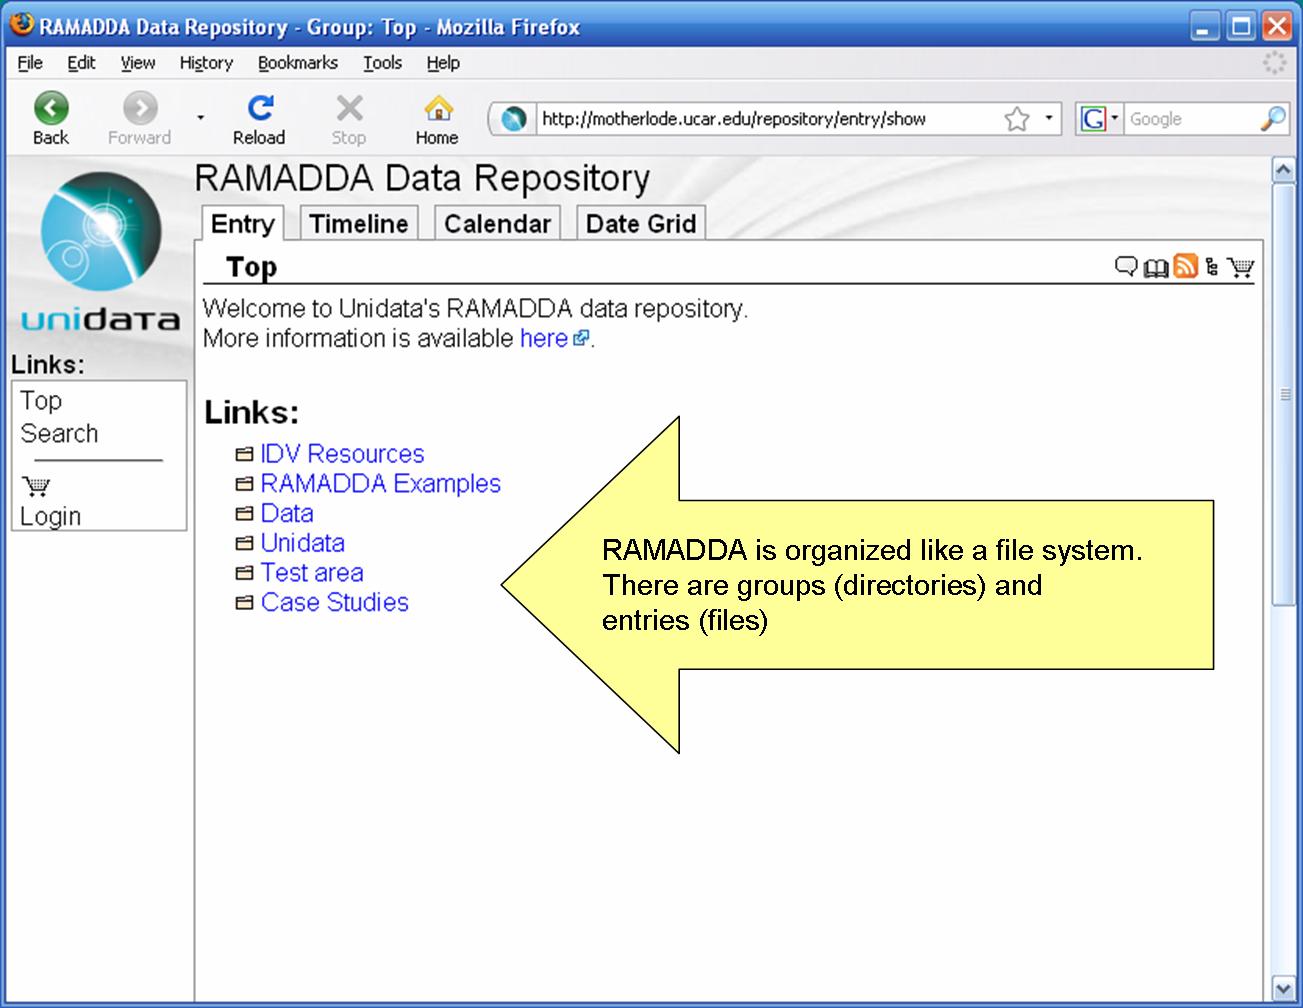 RAMADDA Data Repository - Group: Top - Mozilla Firefox
File Edit View History Bookmarks Tools Help
Back Forward Reload Stop Home http://motherlode.ucar.edu/repository/entry/show G Google
unidata
Links:
Top
Search
Login
RAMADDA Data Repository
Entry Timeline Calendar Date Grid
Top
Welcome to Unidata's RAMADDA data repository.
More information is available here.
Links:
IDV Resources
RAMADDA Examples
Data
Unidata
Test area
Case Studies
RAMADDA is organized like a file system.
There are groups (directories) and
entries (files)